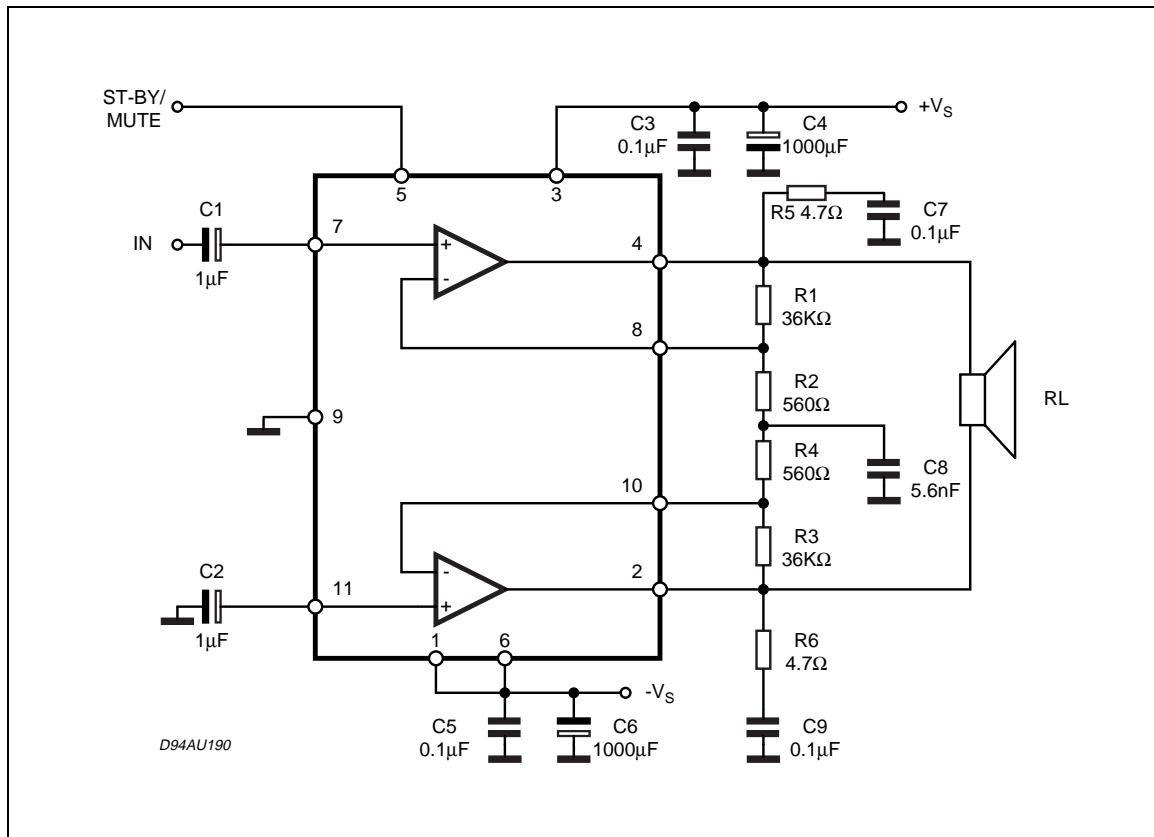 ST-BY/
MUTE
+VS
C3
0.1µF
C4
1000µF
5
3
R5 4.7Ω
C7
0.1µF
C1
IN
1µF
7
+
-
4
R1
36KΩ
8
R2
560Ω
RL
9
R4
560Ω
C8
5.6nF
10
R3
36KΩ
C2
1µF
11
-
+
2
1
6
R6
4.7Ω
-VS
C5
0.1µF
C6
1000µF
C9
0.1µF
D94AU190